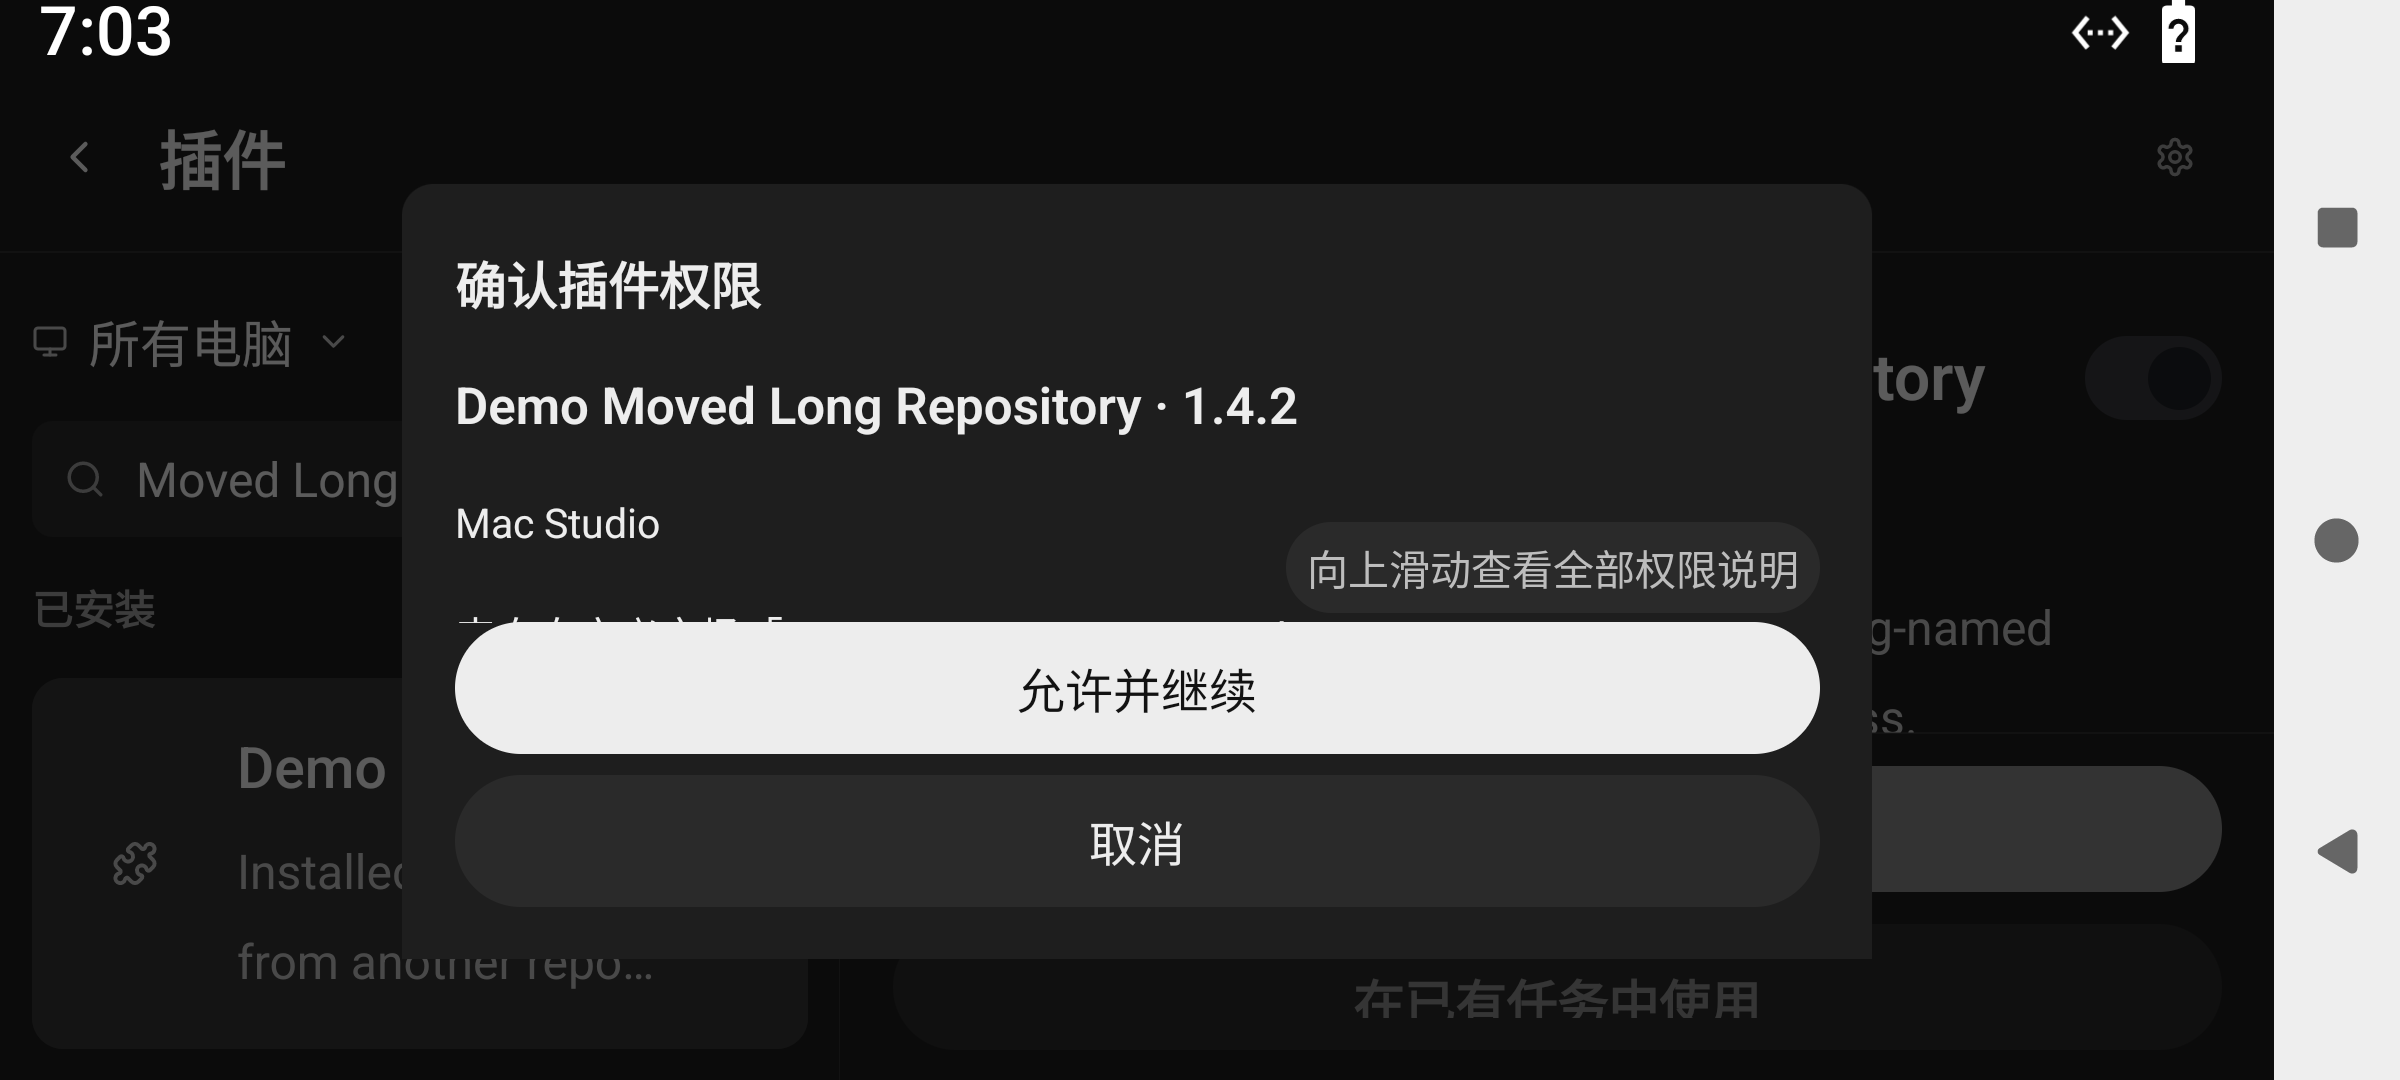 7:03
插件
确认插件权限
所有电脑
Demo Moved Long Repository · 1.4.2
tory
Moved Long
Mac Studio
向上滑动查看全部权限说明
已安装
g-named
允许并继续
ss.
Demo
取消
Installed
from another repo…
在已有任务中使用